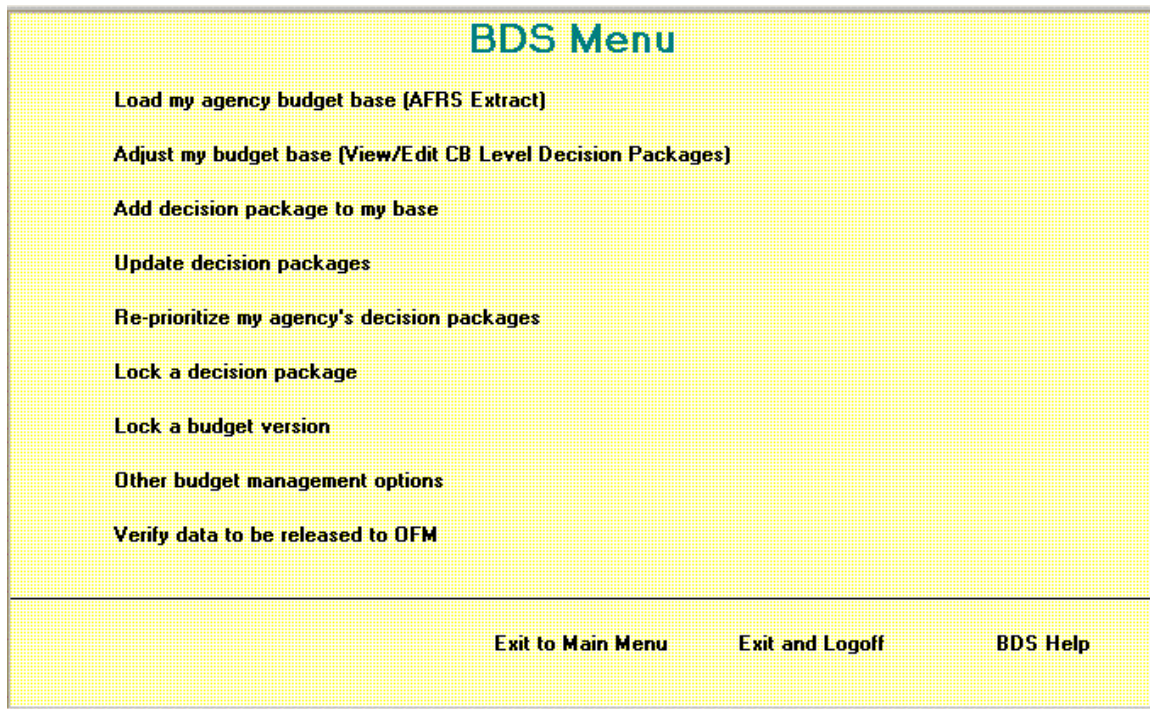 BDS Menu
Load my agency budget base (AFRS Extract)
Adjust my budget base (View/Edit CB Level Decision Packages)
Add decision package to my base
Update decision packages
Re-prioritize my agency's decision packages
Lock a decision package
Lock a budget version
Other budget management options
Verify data to be released to OFM
Exit to Main Menu Exit and Logoff BDS Help